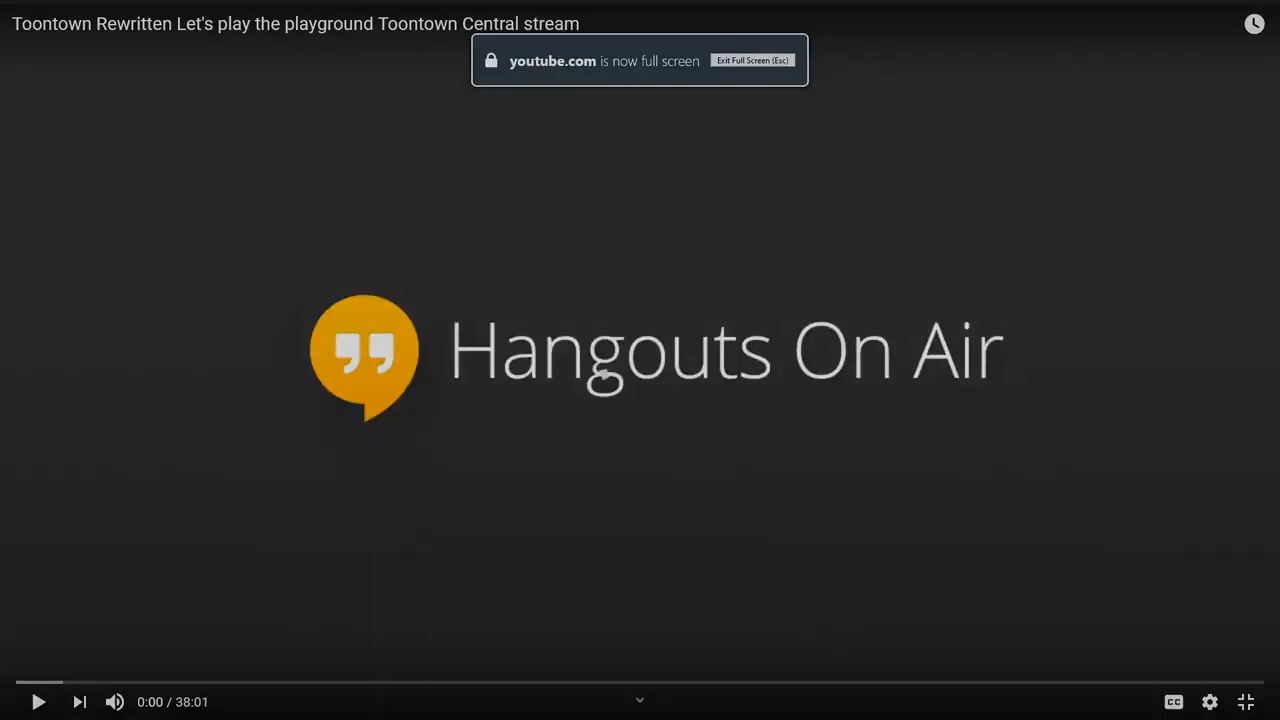 Toontown Rewritten Let's play the playground Toontown Central stream
youtube.com is now full screen Exit Full Screen (Esc)
Hangouts On Air
0:00 / 38:01
CC